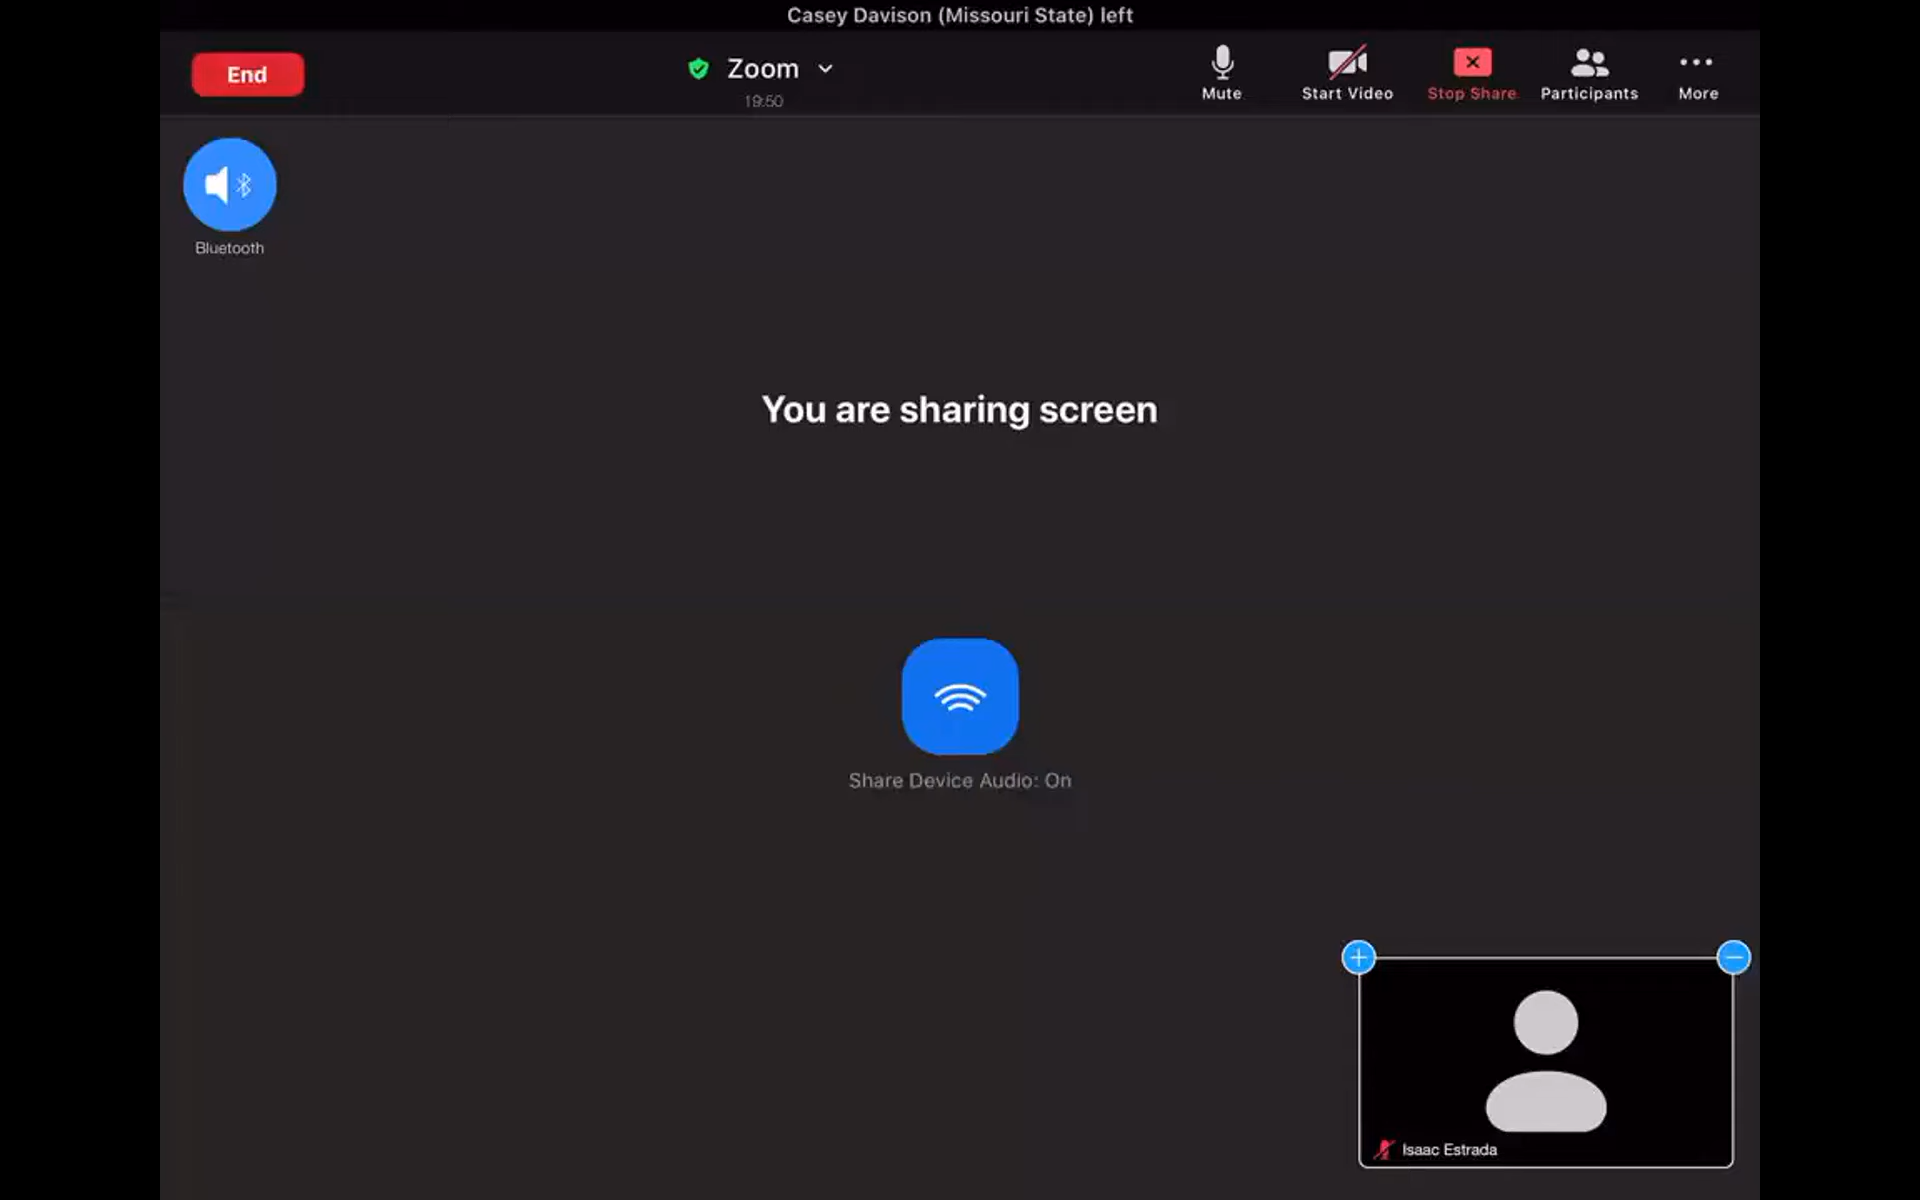 Casey Davison (Missouri State) left
End
Zoom
19:50
Mute
Start Video
Stop Share
Participants
More
Bluetooth
You are sharing screen
Share Device Audio: On
Isaac Estrada